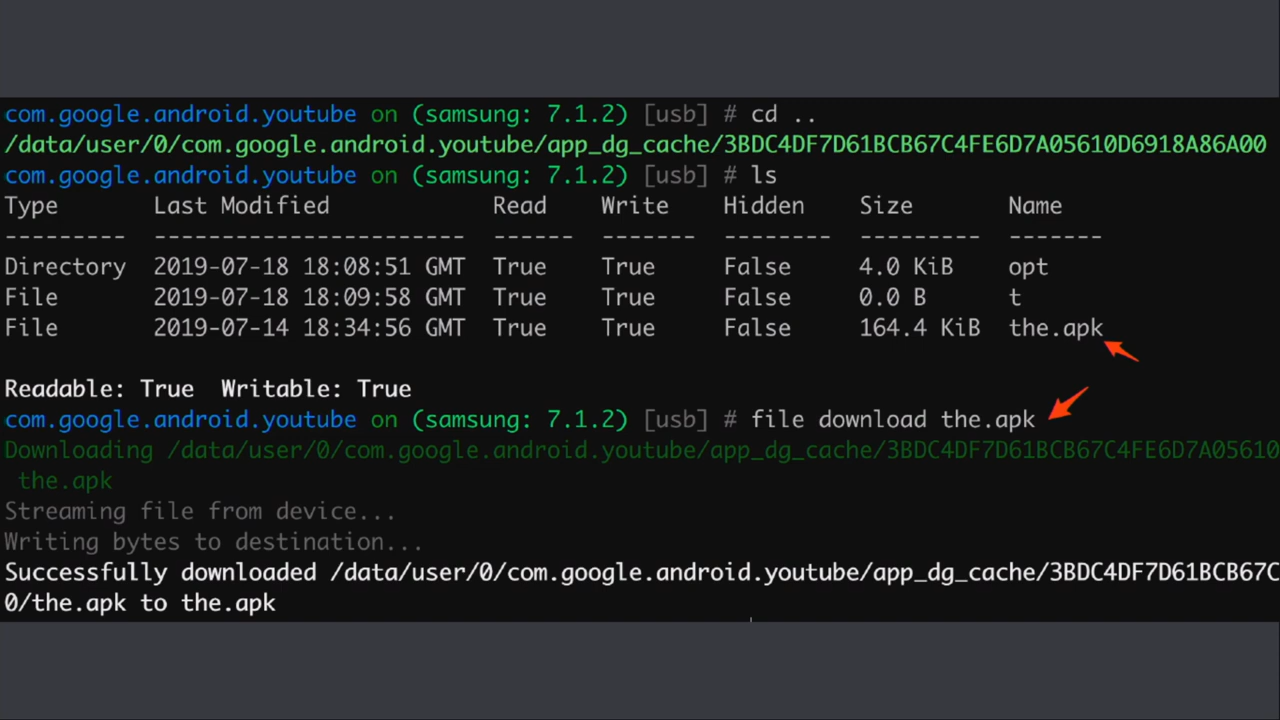 com.google.android.youtube on (samsung: 7.1.2) [usb] # cd ..
/data/user/0/com.google.android.youtube/app_dg_cache/3BDC4DF7D61BCB67C4FE6D7A05610D6918A86A00
com.google.android.youtube on (samsung: 7.1.2) [usb] # ls
Type Last Modified Read Write Hidden Size Name
--------- ----------------------- ------ ------- -------- --------- -------
Directory 2019-07-18 18:08:51 GMT True True False 4.0 KiB opt
File 2019-07-18 18:09:58 GMT True True False 0.0 B t
File 2019-07-14 18:34:56 GMT True True False 164.4 KiB the.apk
Readable: True Writable: True
com.google.android.youtube on (samsung: 7.1.2) [usb] # file download the.apk
Downloading /data/user/0/com.google.android.youtube/app_dg_cache/3BDC4DF7D61BCB67C4FE6D7A05610
the.apk
Streaming file from device...
Writing bytes to destination...
Successfully downloaded /data/user/0/com.google.android.youtube/app_dg_cache/3BDC4DF7D61BCB67C
0/the.apk to the.apk